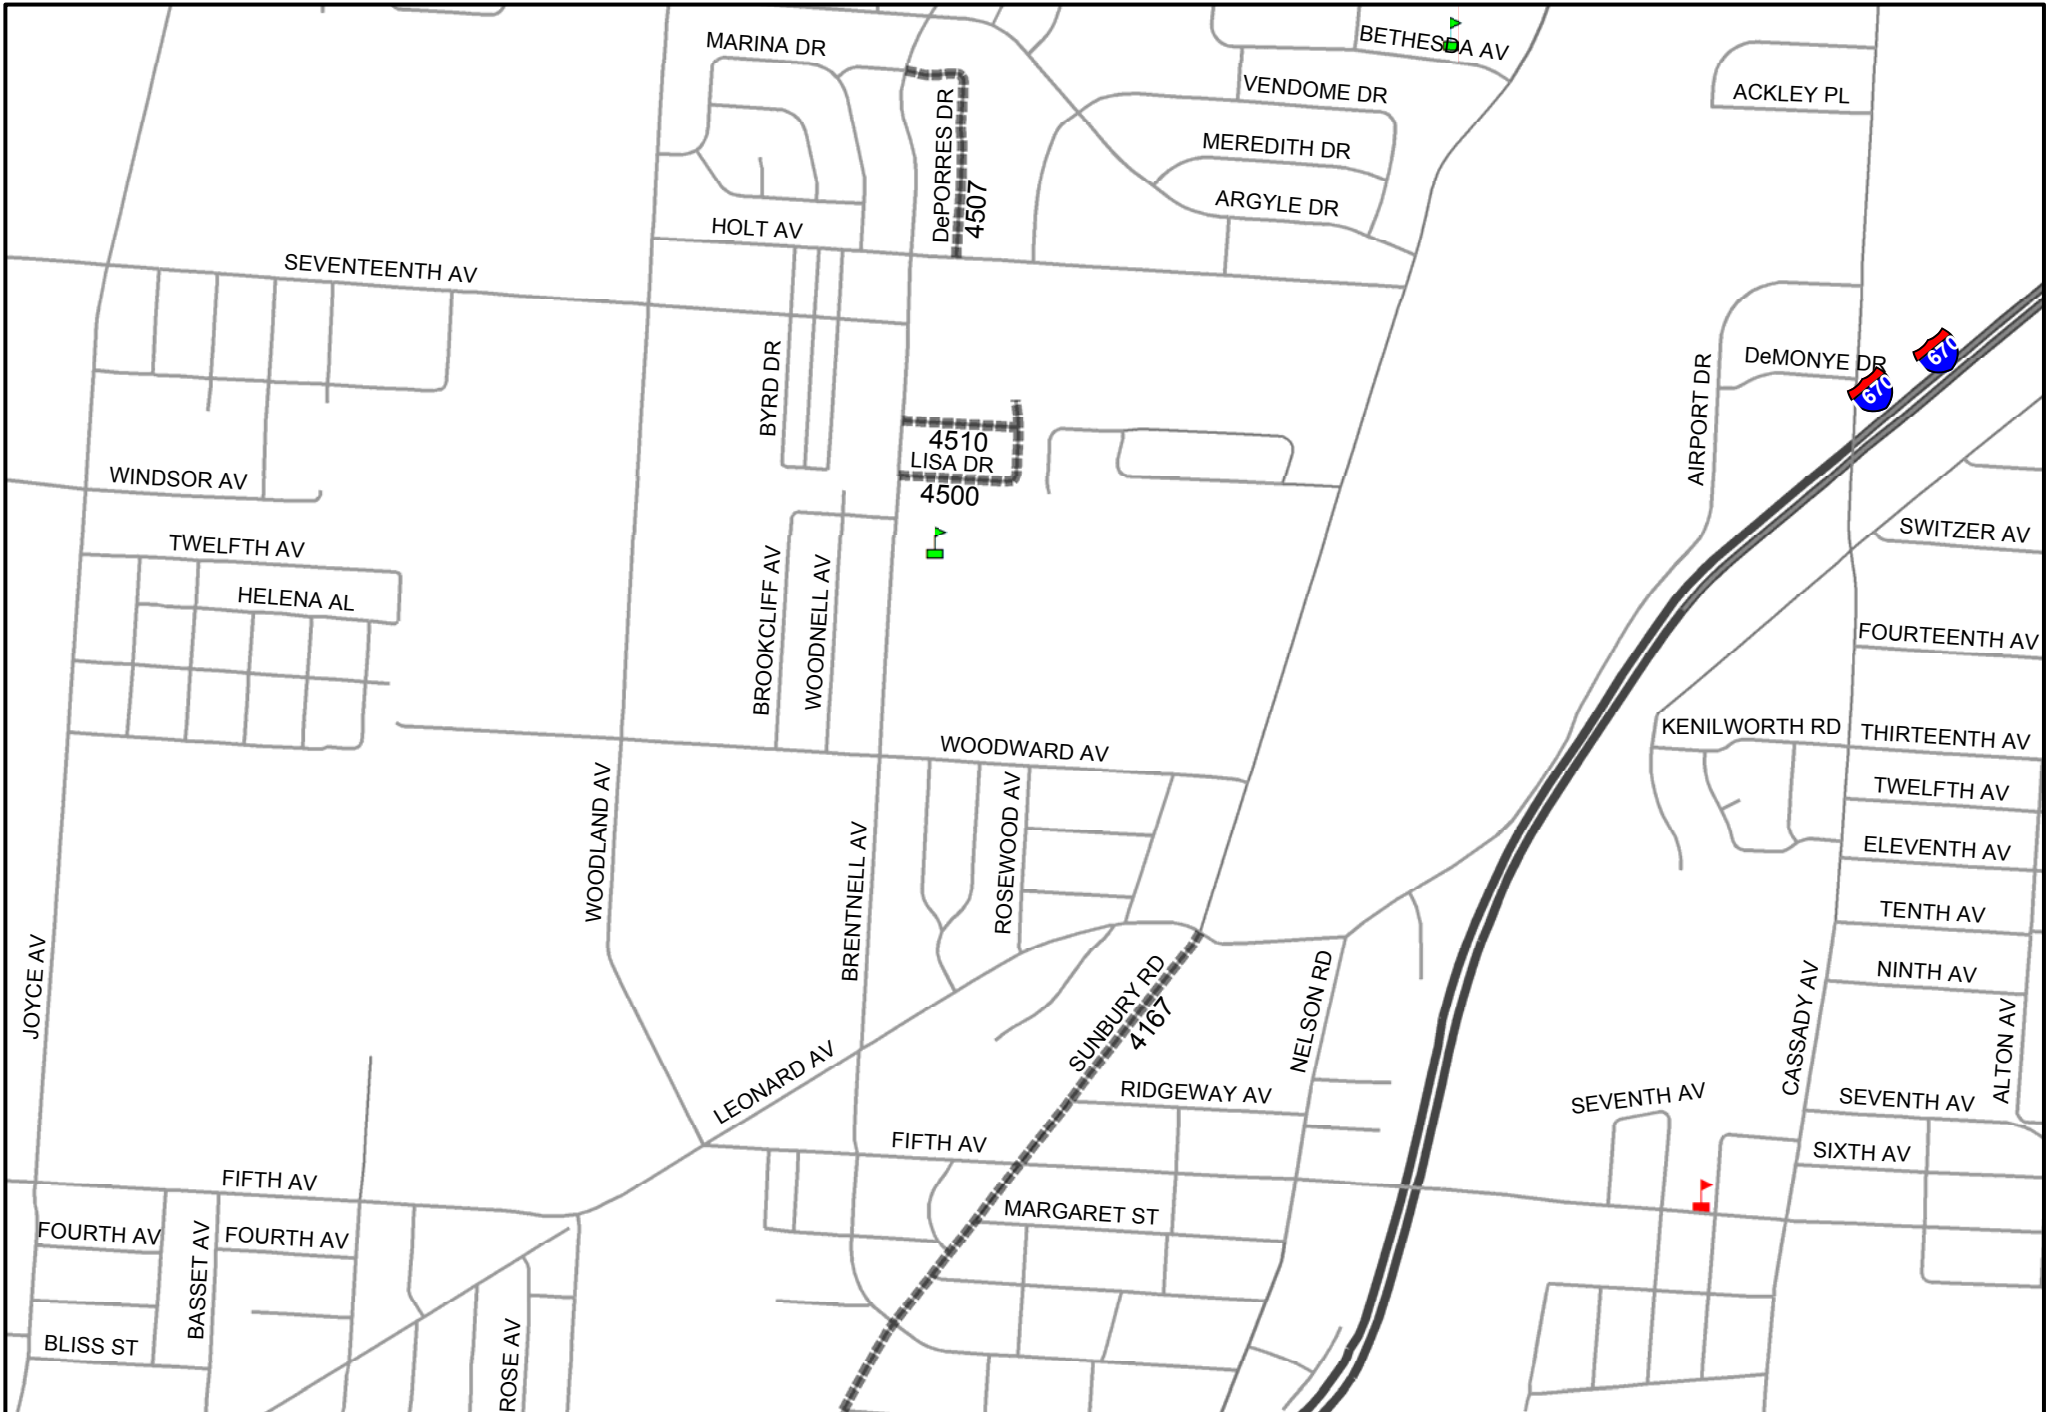 MARINA DR
BETHESDA AV
VENDOME DR
ACKLEY PL
DePORRES DR
4507
MEREDITH DR
ARGYLE DR
HOLT AV
SEVENTEENTH AV
BYRD DR
AIRPORT DR
DeMONYE DR
670
670
4510
LISA DR
4500
WINDSOR AV
SWITZER AV
TWELFTH AV
HELENA AL
BROOKCLIFF AV
WOODNELL AV
FOURTEENTH AV
KENILWORTH RD
THIRTEENTH AV
WOODWARD AV
TWELFTH AV
WOODLAND AV
BRENTNELL AV
ROSEWOOD AV
ELEVENTH AV
TENTH AV
JOYCE AV
SUNBURY RD
4167
NELSON RD
NINTH AV
CASSADY AV
ALTON AV
LEONARD AV
RIDGEWAY AV
SEVENTH AV
SEVENTH AV
FIFTH AV
SIXTH AV
FIFTH AV
MARGARET ST
FOURTH AV
BASSET AV
FOURTH AV
BLISS ST
ROSE AV